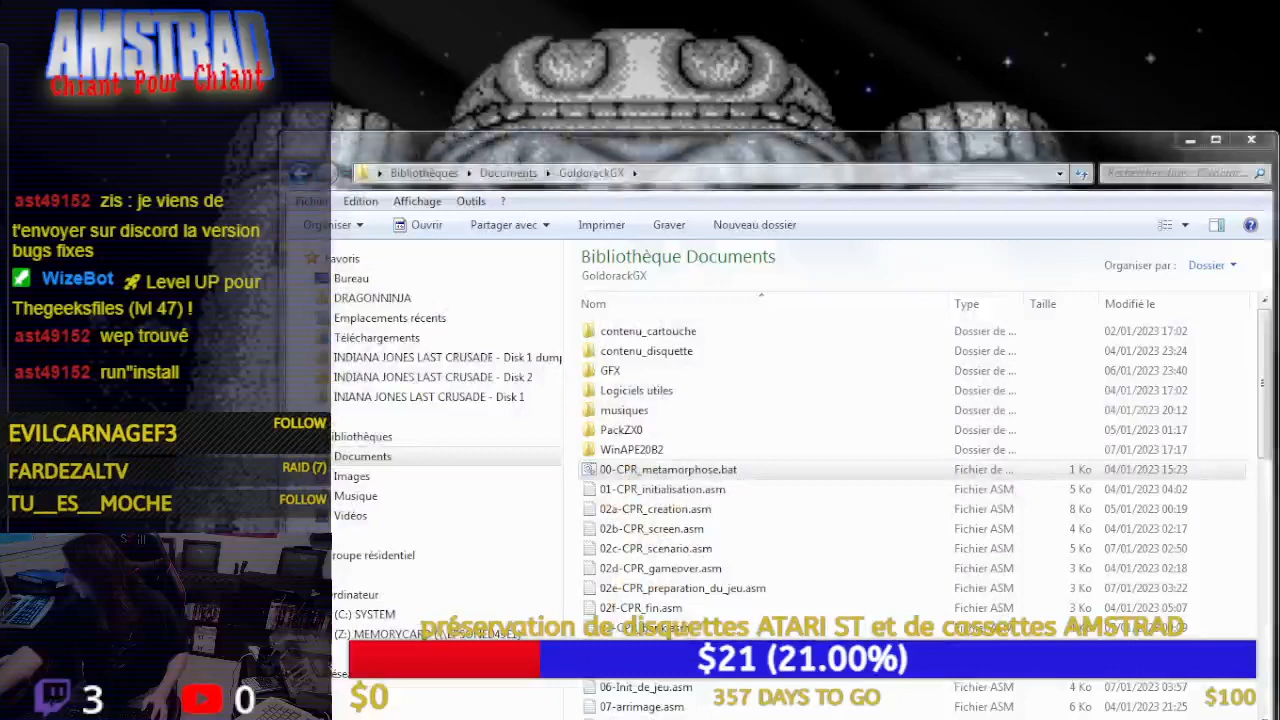 AMSTRAD
Chiant Pour Chiant
ast49152 zis : je viens de
t'envoyer sur discord la version
bugs fixes
WizeBot 🚀 Level UP pour
Thegeeksfiles (lvl 47) !
ast49152 wep trouvé
ast49152 run"install
EVILCARNAGEF3 FOLLOW
FARDEZALTV RAID (7)
TU__ES__MOCHE FOLLOW
3 0
Bibliothèques Documents GoldorackGX
Fichier Edition Affichage Outils ?
Organiser Ouvrir Partager avec Imprimer Graver Nouveau dossier
avoris
Bureau
DRAGONNINJA
Emplacements récents
Téléchargements
INDIANA JONES LAST CRUSADE - Disk 1 dump
INDIANA JONES LAST CRUSADE - Disk 2
INIANA JONES LAST CRUSADE - Disk 1
ibliothèques
Documents
Images
Musique
Vidéos
roupe résidentiel
rdinateur
(C:) SYSTEM
Bibliothèque Documents
GoldorackGX
Organiser par : Dossier
Nom Type Taille Modifié le
contenu_cartouche Dossier de ... 02/01/2023 17:02
contenu_disquette Dossier de ... 04/01/2023 23:24
GFX Dossier de ... 06/01/2023 23:40
Logiciels utiles Dossier de ... 04/01/2023 17:02
musiques Dossier de ... 04/01/2023 20:12
PackZX0 Dossier de ... 05/01/2023 01:17
WinAPE20B2 Dossier de ... 07/01/2023 17:17
00-CPR_metamorphose.bat Fichier de ... 1 Ko 04/01/2023 15:23
01-CPR_initialisation.asm Fichier ASM 5 Ko 04/01/2023 04:02
02a-CPR_creation.asm Fichier ASM 8 Ko 05/01/2023 00:19
02b-CPR_screen.asm Fichier ASM 4 Ko 04/01/2023 02:17
02c-CPR_scenario.asm Fichier ASM 5 Ko 07/01/2023 02:50
02d-CPR_gameover.asm Fichier ASM 3 Ko 04/01/2023 02:18
02e-CPR_preparation_du_jeu.asm Fichier ASM 3 Ko 07/01/2023 03:22
02f-CPR_fin.asm Fichier ASM 3 Ko 04/01/2023 05:07
préservation de disquettes ATARI ST et de cassettes AMSTRAD
$21 (21.00%)
06-Init_de_jeu.asm Fichier ASM 4 Ko 07/01/2023 03:57
$0 357 DAYS TO GO $100
07-arrimage.asm Fichier ASM 6 Ko 04/01/2023 21:25